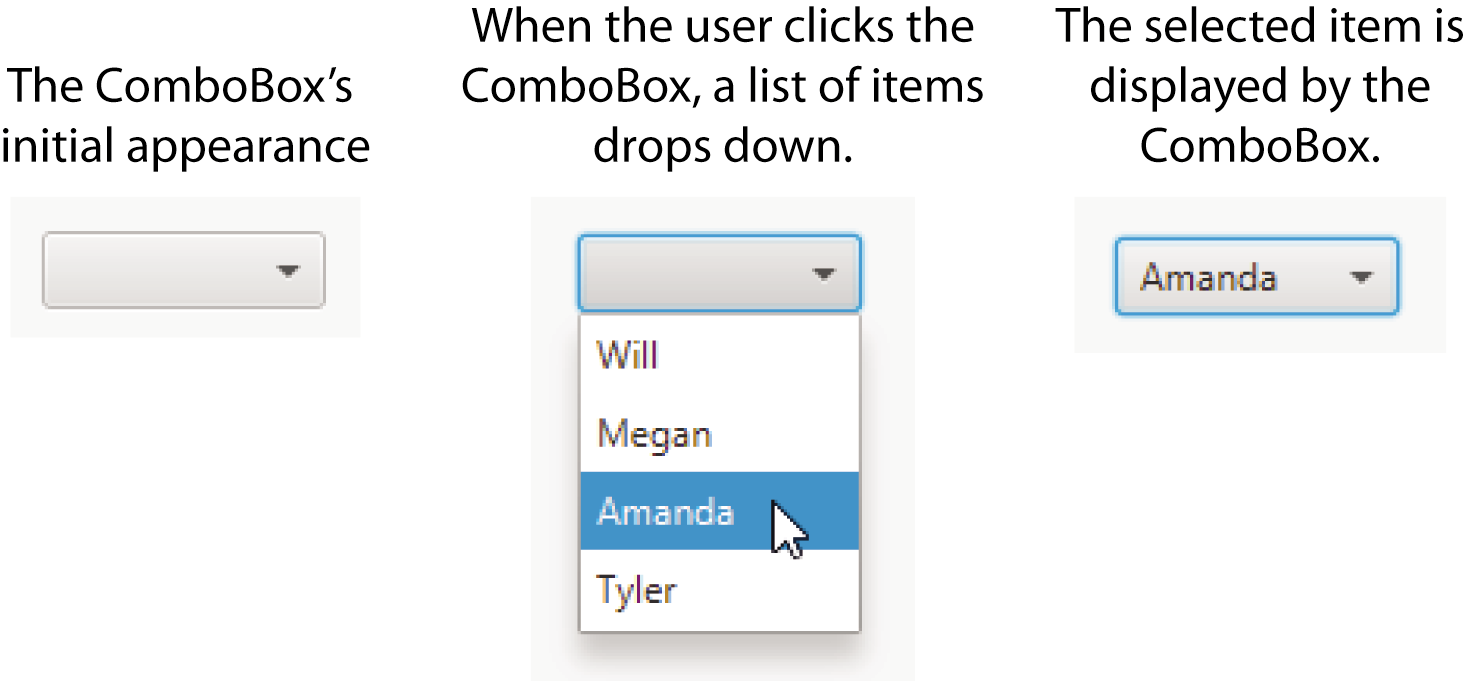 The ComboBox’s
initial appearance
When the user clicks the
ComboBox, a list of items
drops down.
Will
Megan
Amanda
Tyler
The selected item is
displayed by the
ComboBox.
Amanda